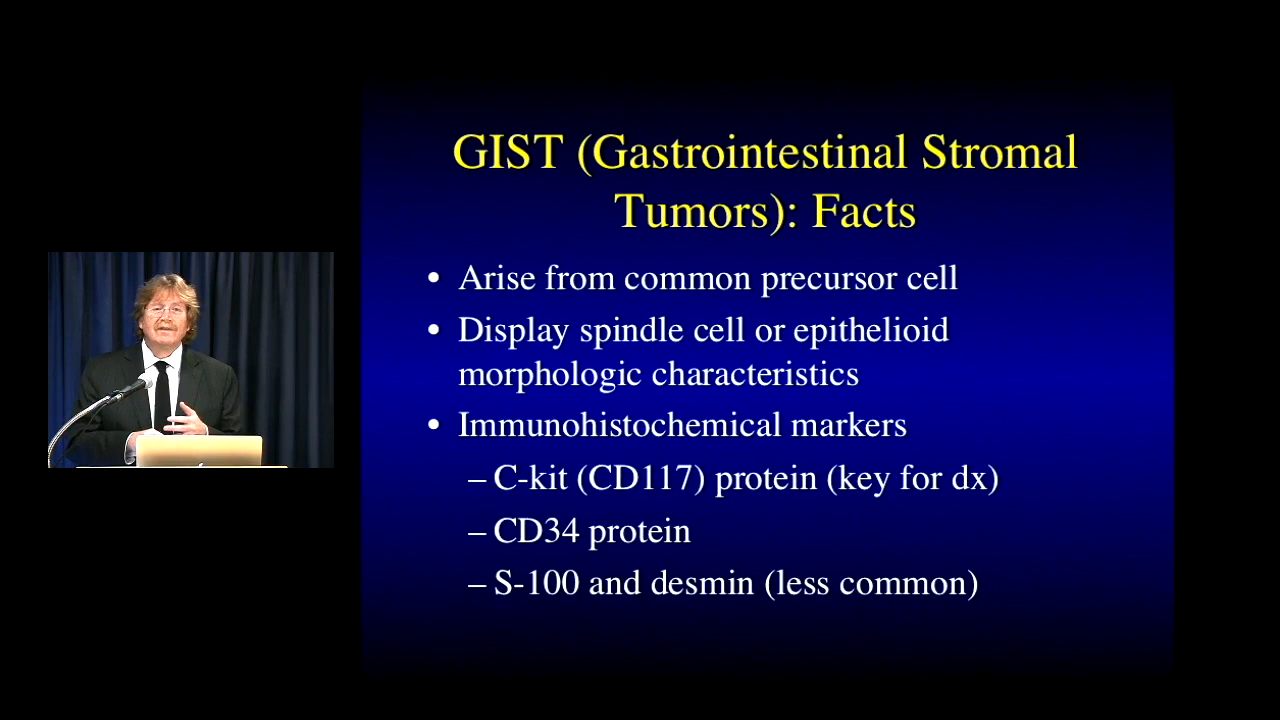 GIST (Gastrointestinal Stromal
Tumors): Facts
• Arise from common precursor cell
• Display spindle cell or epithelioid
morphologic characteristics
• Immunohistochemical markers
– C-kit (CD117) protein (key for dx)
– CD34 protein
– S-100 and desmin (less common)